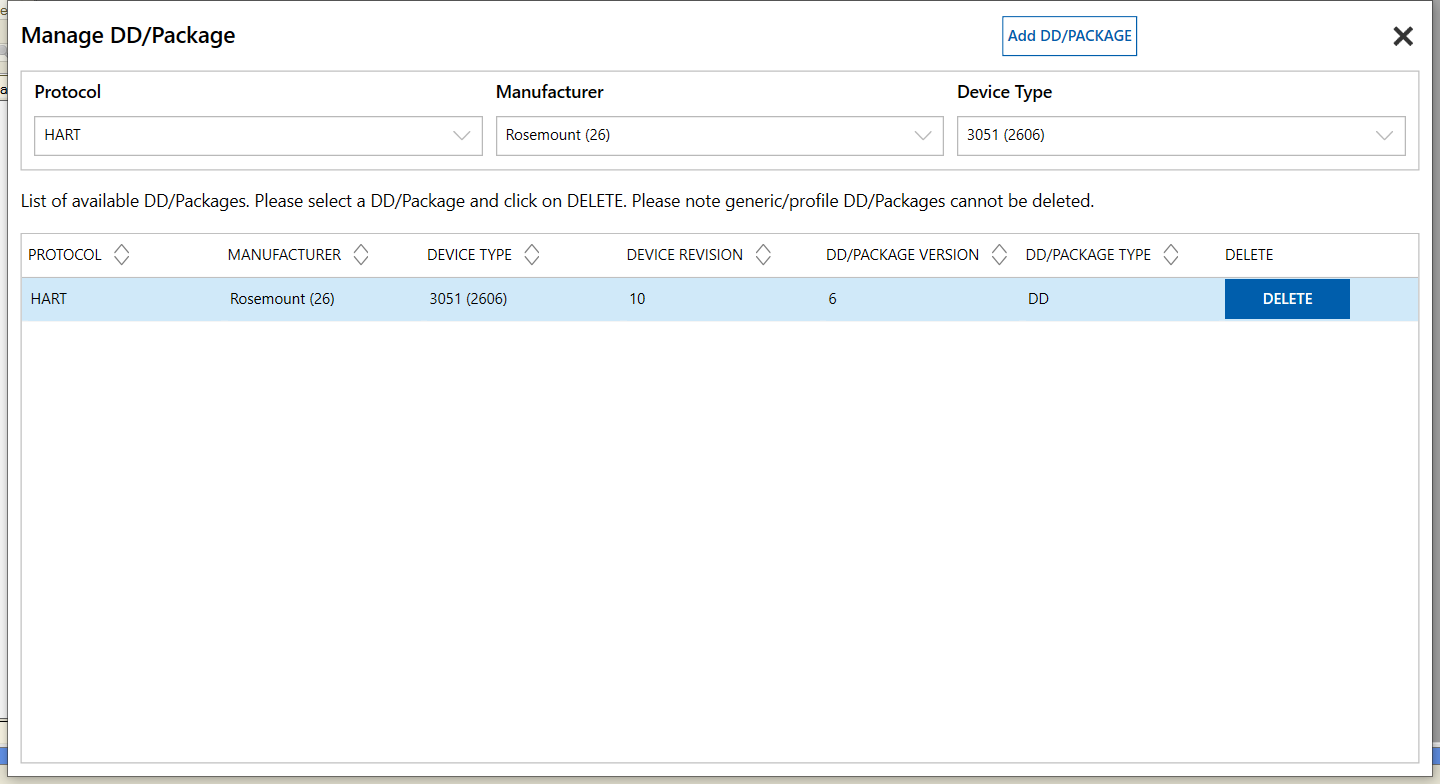 Manage DD/Package
Add DD/PACKAGE
Protocol Manufacturer Device Type
HART Rosemount (26) 3051 (2606)
List of available DD/Packages. Please select a DD/Package and click on DELETE. Please note generic/profile DD/Packages cannot be deleted.
PROTOCOL MANUFACTURER DEVICE TYPE DEVICE REVISION DD/PACKAGE VERSION DD/PACKAGE TYPE DELETE
HART Rosemount (26) 3051 (2606) 10 6 DD DELETE